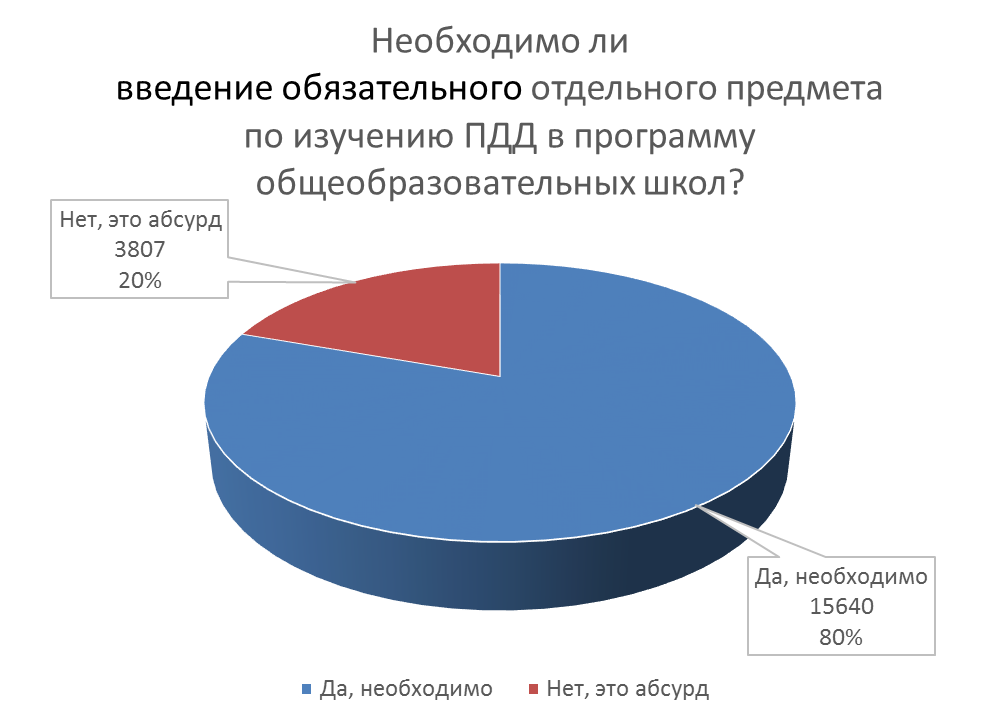 Необходимо ли
введение обязательного отдельного предмета
по изучению ПДД в программу
общеобразовательных школ?
Нет, это абсурд
3807
20%
Да, необходимо
15640
80%
Да, необходимо
Нет, это абсурд